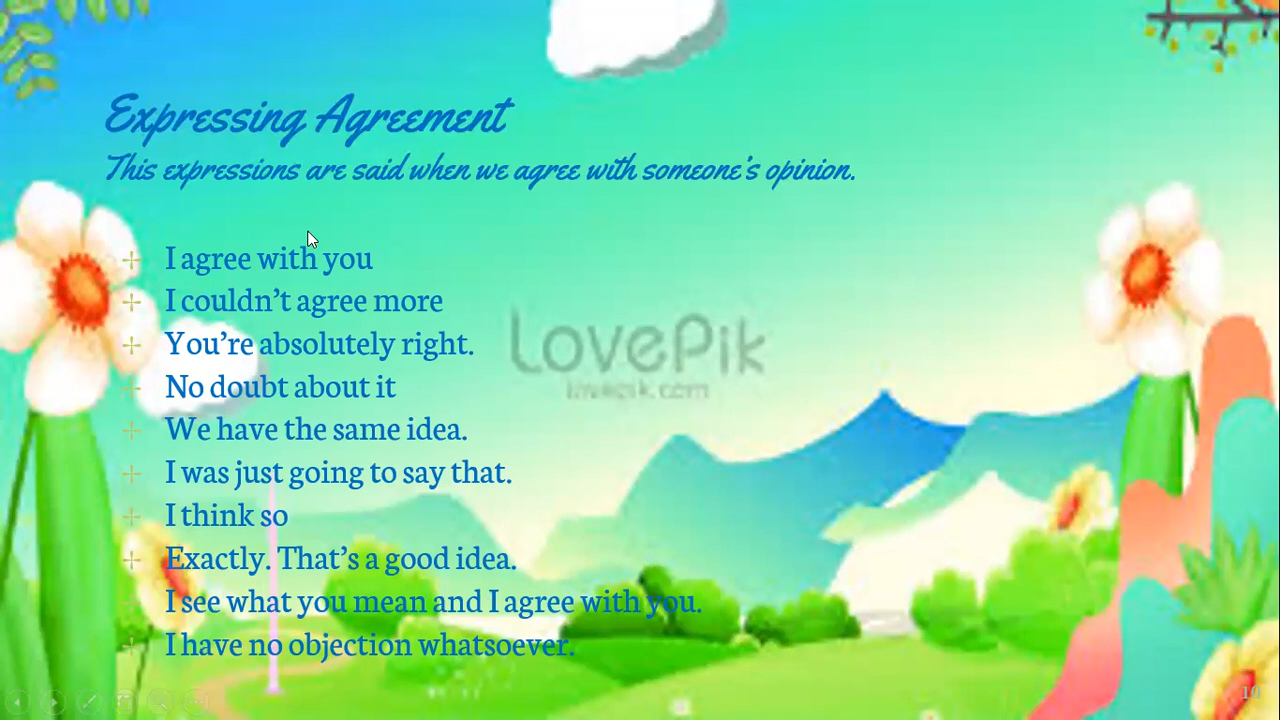 Expressing Agreement
This expressions are said when we agree with someone's opinion.
I agree with you
I couldn't agree more
You're absolutely right.
No doubt about it
We have the same idea.
I was just going to say that.
I think so
Exactly. That's a good idea.
I see what you mean and I agree with you.
I have no objection whatsoever.
LovePik
lovepik.com
10